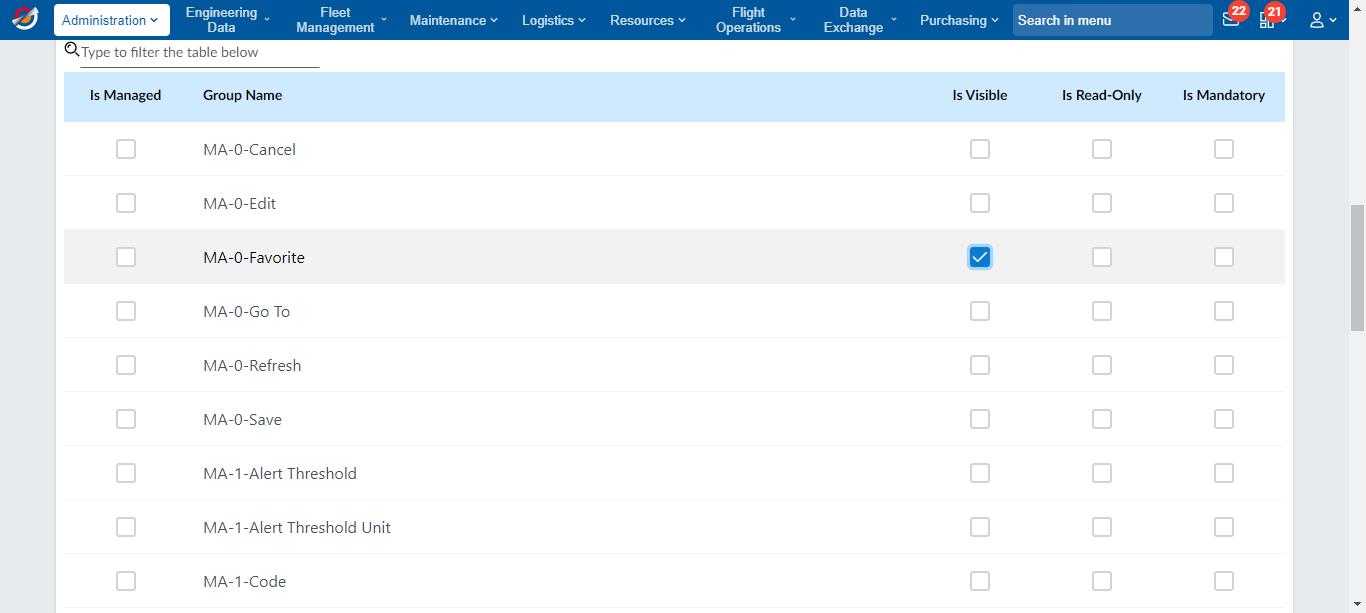 Administration
Engineering
Data
Fleet
Management
Maintenance
Logistics
Resources
Flight
Operations
Data
Exchange
Purchasing
Search in menu
22
21
Type to filter the table below
Is Managed
Group Name
Is Visible
Is Read-Only
Is Mandatory
MA-0-Cancel
MA-0-Edit
MA-0-Favorite
MA-0-Go To
MA-0-Refresh
MA-0-Save
MA-1-Alert Threshold
MA-1-Alert Threshold Unit
MA-1-Code